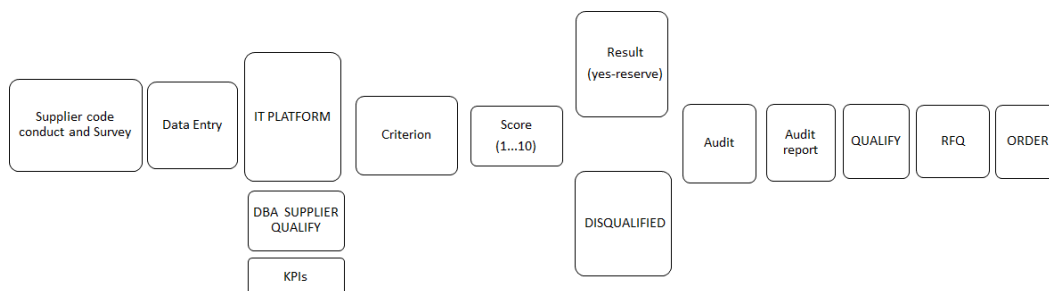 Supplier code
conduct and Survey
Data Entry
IT PLATFORM
DBA SUPPLIER
QUALIFY
KPIs
Criterion
Score
(1...10)
Result
(yes-reserve)
DISQUALIFIED
Audit
Audit
report
QUALIFY
RFQ
ORDER